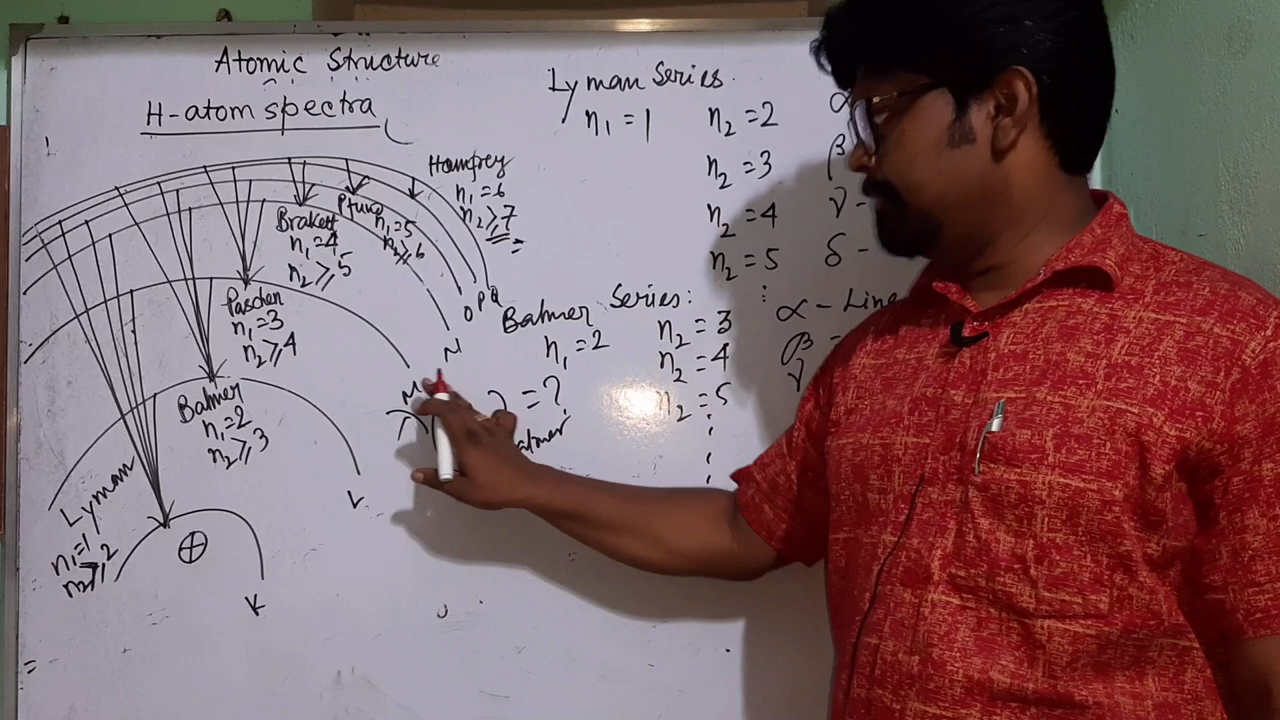 Atomic Structure
H-atom spectra
Hamfrey
n₁=6
n₂⩾7
Pfund
n₁=5
n₂⩾6
Brakett
n₁=4
n₂⩾5
Paschen
n₁=3
n₂⩾4
Balmer
n₁=2
n₂⩾3
Lyman
n₁=1
n₂⩾2
K
L
M
N
O P Q
Lyman Series.
n₁=1 n₂=2 α
n₂=3 β
n₂=4 γ-
n₂=5 δ-
Balmer Series:
n₁=2 n₂=3 α-Line
n₂=4 β=
n₂=5 γ
=?